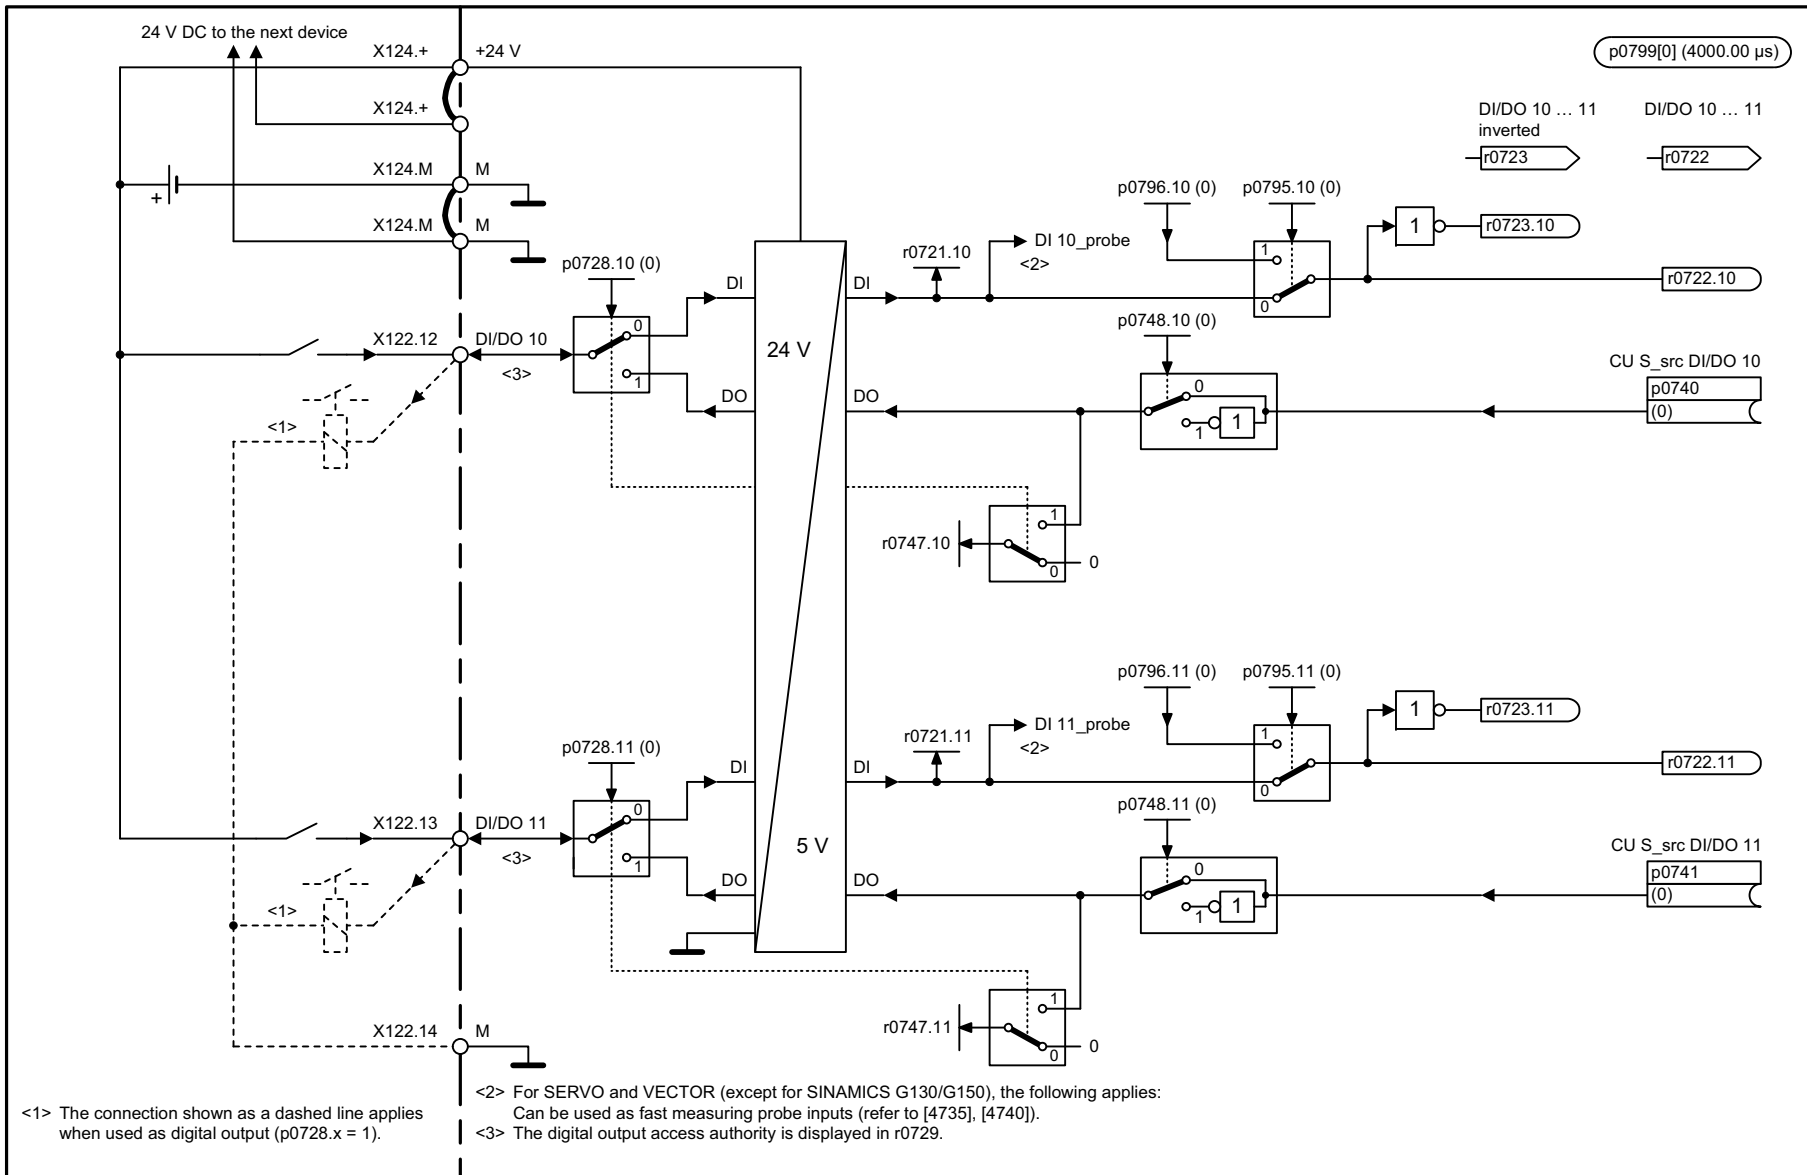 24 V DC to the next device
X124.+
+24 V
p0799[0] (4000.00 µs)
X124.+
DI/DO 10 … 11
inverted
DI/DO 10 … 11
r0723
r0722
X124.M
M
+
p0796.10 (0)
p0795.10 (0)
X124.M
M
1
r0723.10
DI 10_probe
<2>
r0721.10
1
p0728.10 (0)
DI
DI
r0722.10
0
p0748.10 (0)
0
X122.12
DI/DO 10
<3>
24 V
CU S_src DI/DO 10
p0740
(0)
1
DO
DO
0
1
1
<1>
1
r0747.10
0
0
p0796.11 (0)
p0795.11 (0)
1
r0723.11
DI 11_probe
<2>
r0721.11
1
p0728.11 (0)
DI
DI
r0722.11
0
p0748.11 (0)
0
X122.13
DI/DO 11
<3>
5 V
CU S_src DI/DO 11
p0741
(0)
1
DO
DO
0
1
1
<1>
1
r0747.11
0
0
X122.14
M
<1> The connection shown as a dashed line applies
when used as digital output (p0728.x = 1).
<2> For SERVO and VECTOR (except for SINAMICS G130/G150), the following applies:
Can be used as fast measuring probe inputs (refer to [4735], [4740]).
<3> The digital output access authority is displayed in r0729.